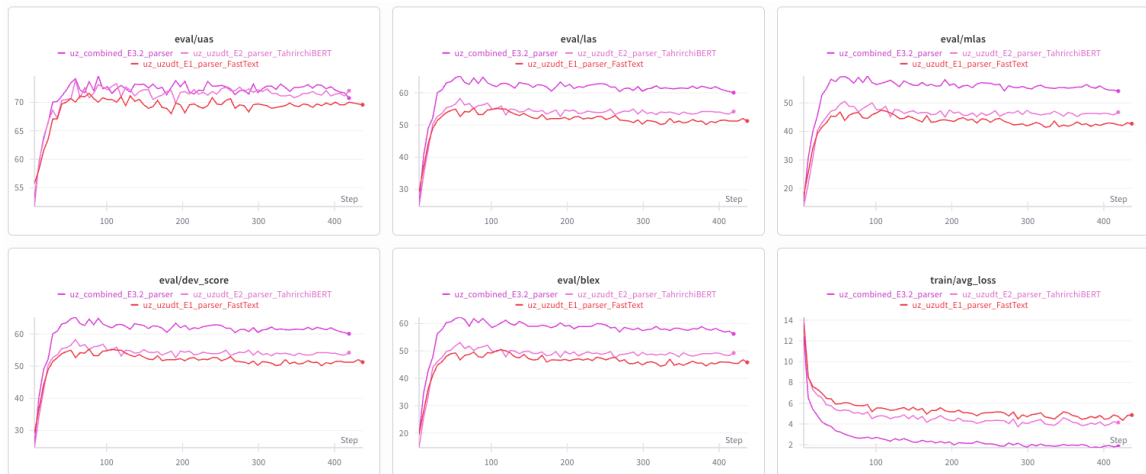 eval/uas
uz_combined_E3.2_parser uz_uzudt_E2_parser_TahrirchiBERT
uz_uzudt_E1_parser_FastText
70
65
60
55
Step
100 200 300 400
eval/las
uz_combined_E3.2_parser uz_uzudt_E2_parser_TahrirchiBERT
uz_uzudt_E1_parser_FastText
60
50
40
30
Step
100 200 300 400
eval/mlas
uz_combined_E3.2_parser uz_uzudt_E2_parser_TahrirchiBERT
uz_uzudt_E1_parser_FastText
50
40
30
20
Step
100 200 300 400
eval/dev_score
uz_combined_E3.2_parser uz_uzudt_E2_parser_TahrirchiBERT
uz_uzudt_E1_parser_FastText
60
50
40
30
Step
100 200 300 400
eval/blex
uz_combined_E3.2_parser uz_uzudt_E2_parser_TahrirchiBERT
uz_uzudt_E1_parser_FastText
60
50
40
30
20
Step
100 200 300 400
train/avg_loss
uz_combined_E3.2_parser uz_uzudt_E2_parser_TahrirchiBERT
uz_uzudt_E1_parser_FastText
14
12
10
8
6
4
2
Step
100 200 300 400